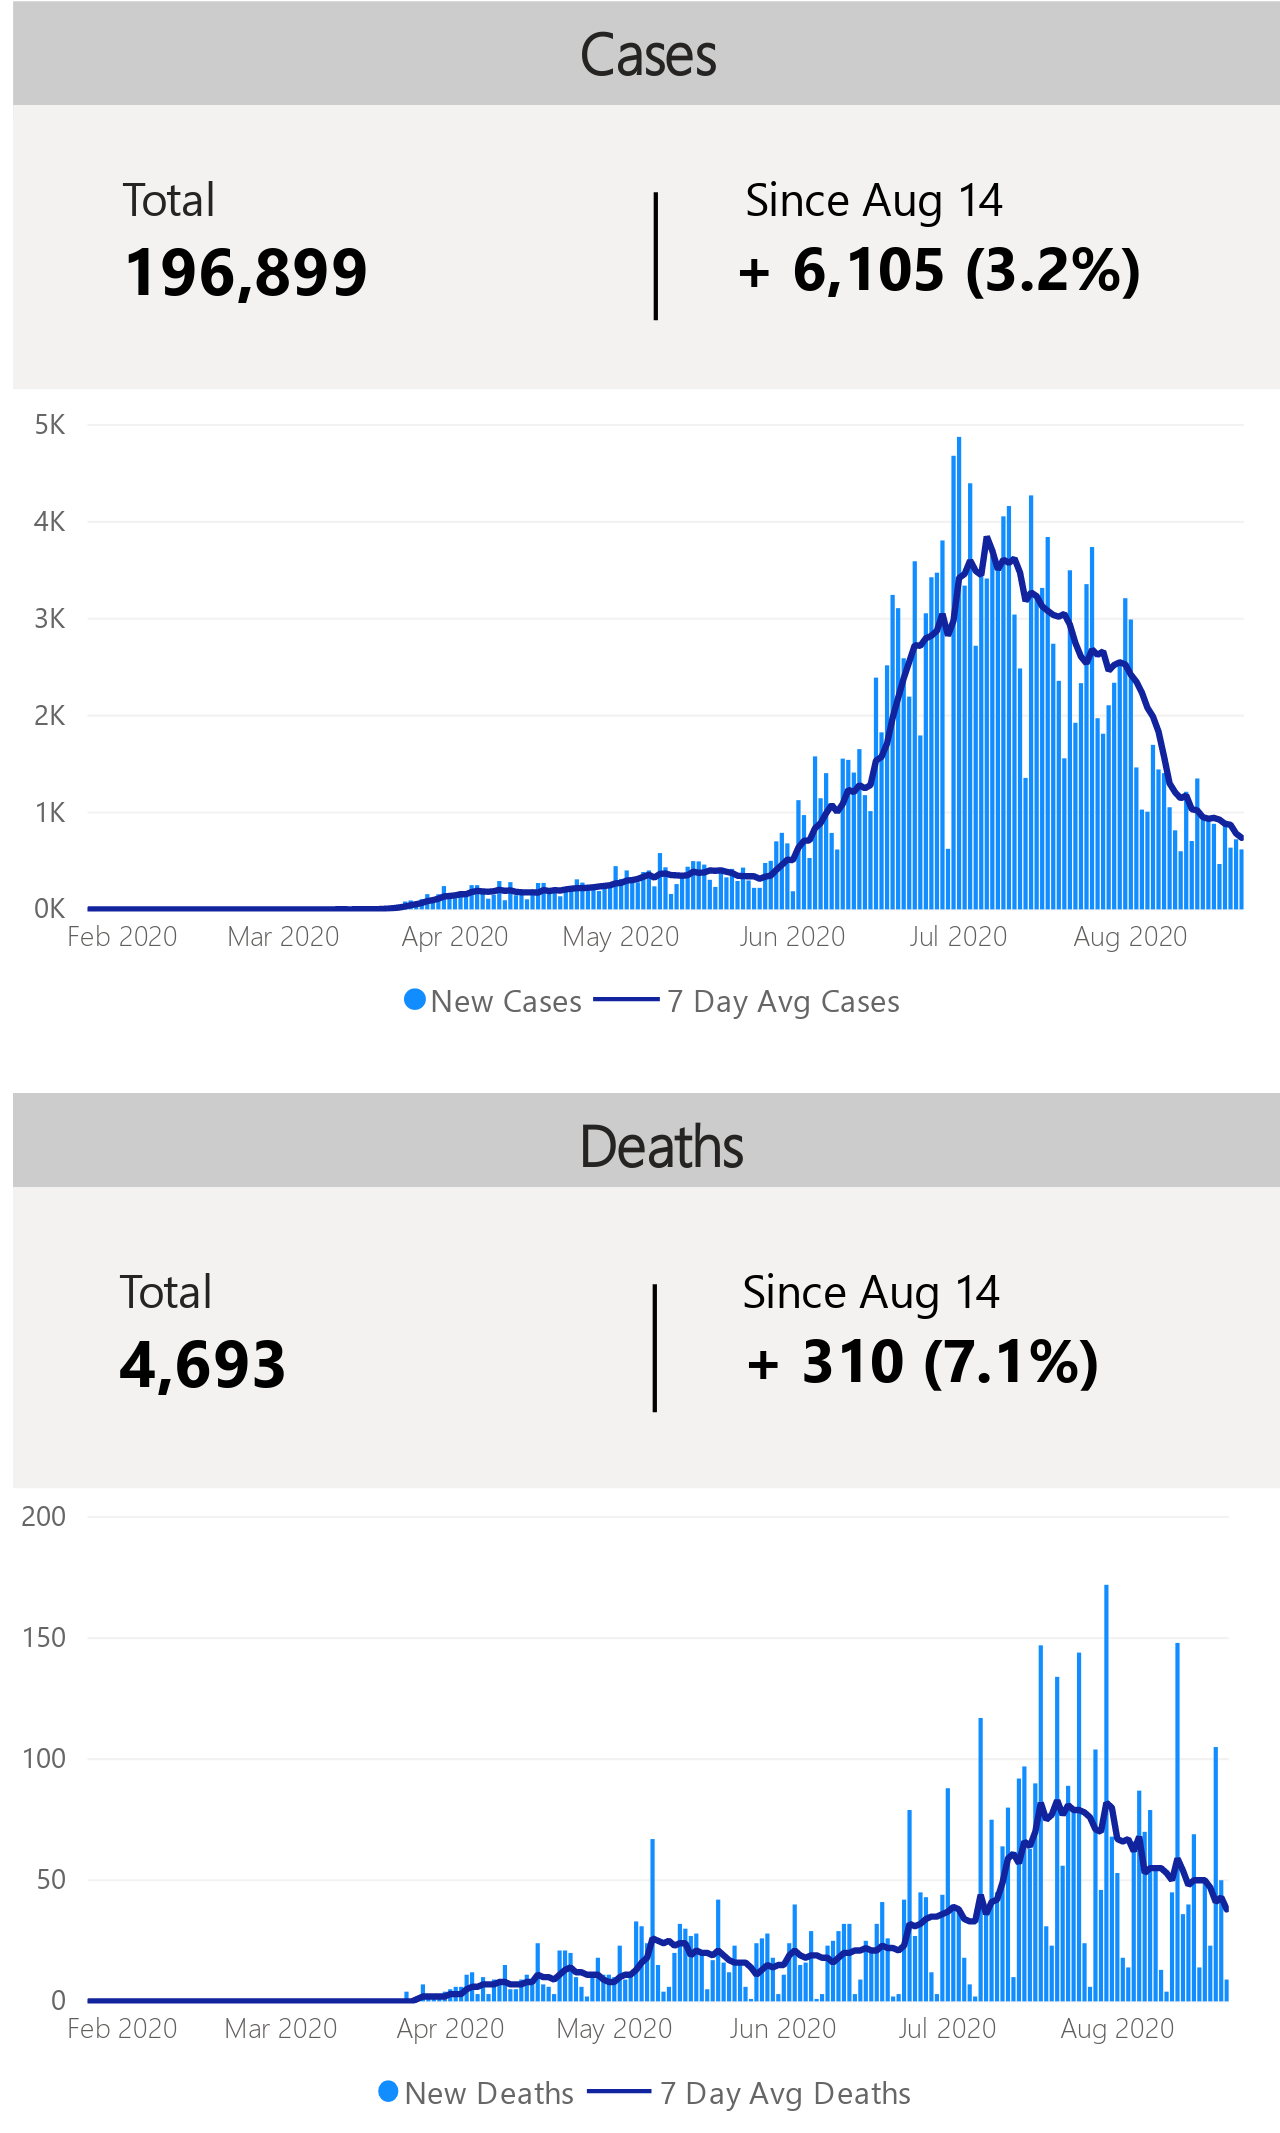 Cases
Total
196,899
Since Aug 14
+ 6,105 (3.2%)
5K
4K
3K
2K
1K
0K
Feb 2020 Mar 2020 Apr 2020 May 2020 Jun 2020 Jul 2020 Aug 2020
New Cases 7 Day Avg Cases
Deaths
Total
4,693
Since Aug 14
+ 310 (7.1%)
200
150
100
50
0
Feb 2020 Mar 2020 Apr 2020 May 2020 Jun 2020 Jul 2020 Aug 2020
New Deaths 7 Day Avg Deaths